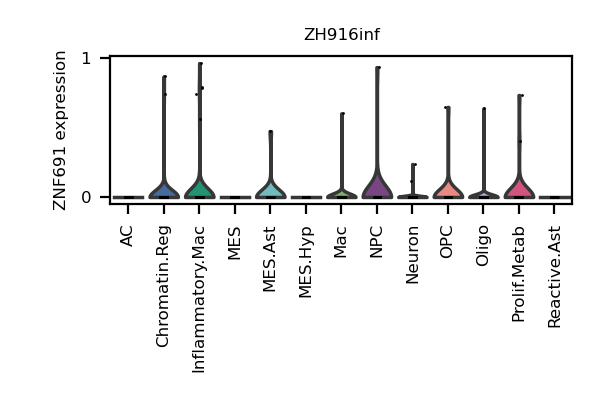 ZH916inf
ZNF691 expression
1
0
AC
Chromatin.Reg
Inflammatory.Mac
MES
MES.Ast
MES.Hyp
Mac
NPC
Neuron
OPC
Oligo
Prolif.Metab
Reactive.Ast